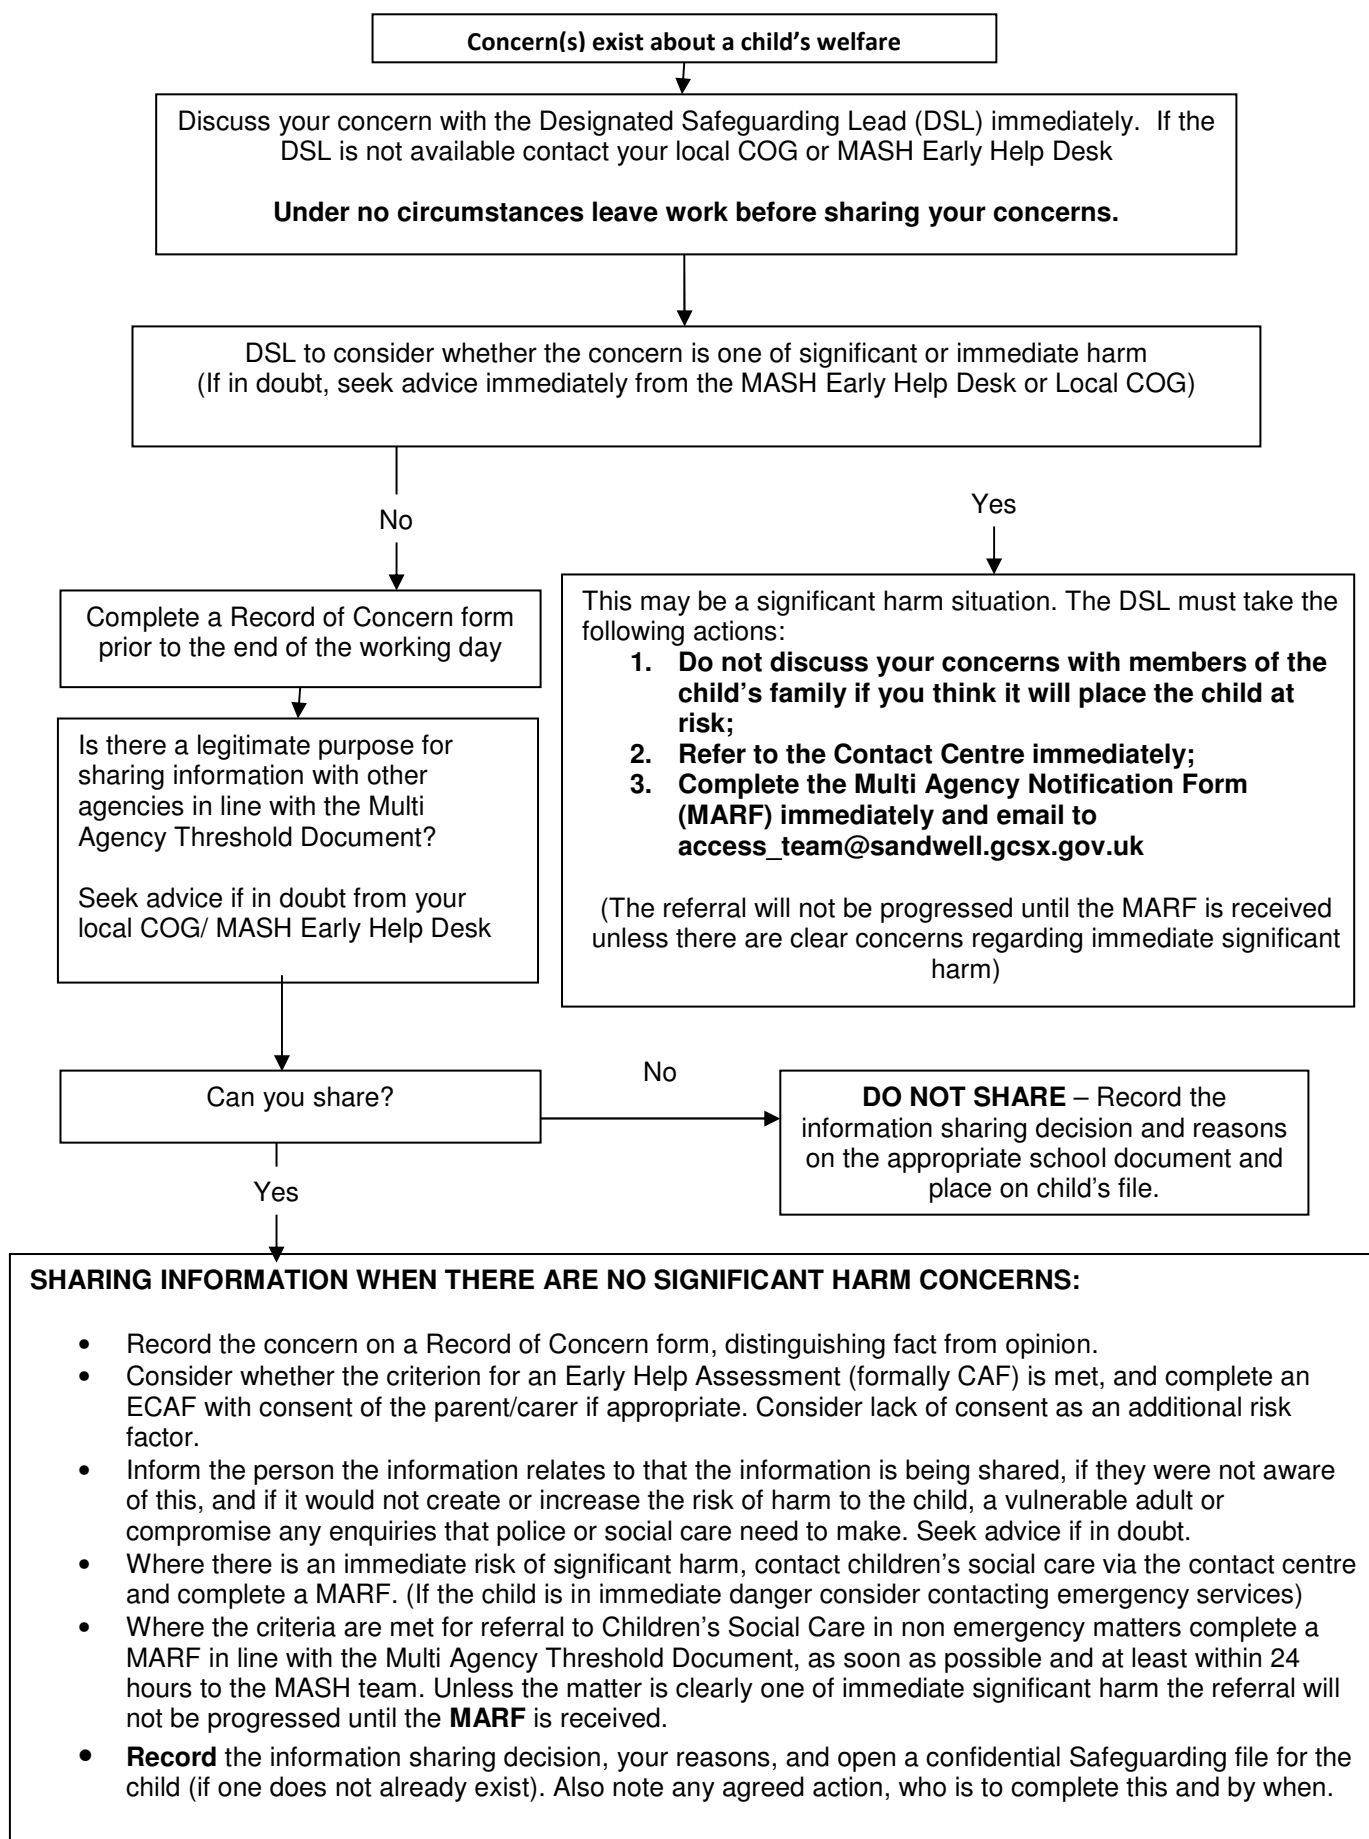 Concern(s) exist about a child's welfare
Discuss your concern with the Designated Safeguarding Lead (DSL) immediately.  If the
DSL is not available contact your local COG or MASH Early Help Desk
Under no circumstances leave work before sharing your concerns.
DSL to consider whether the concern is one of significant or immediate harm
(If in doubt, seek advice immediately from the MASH Early Help Desk or Local COG)
No
Yes
Complete a Record of Concern form
prior to the end of the working day
Is there a legitimate purpose for
sharing information with other
agencies in line with the Multi
Agency Threshold Document?
Seek advice if in doubt from your
local COG/ MASH Early Help Desk
This may be a significant harm situation. The DSL must take the
following actions:
1. Do not discuss your concerns with members of the
child's family if you think it will place the child at
risk;
2. Refer to the Contact Centre immediately;
3. Complete the Multi Agency Notification Form
(MARF) immediately and email to
access_team@sandwell.gcsx.gov.uk
(The referral will not be progressed until the MARF is received
unless there are clear concerns regarding immediate significant
harm)
Can you share?
No
DO NOT SHARE – Record the
information sharing decision and reasons
on the appropriate school document and
place on child's file.
Yes
SHARING INFORMATION WHEN THERE ARE NO SIGNIFICANT HARM CONCERNS:
• Record the concern on a Record of Concern form, distinguishing fact from opinion.
• Consider whether the criterion for an Early Help Assessment (formally CAF) is met, and complete an
ECAF with consent of the parent/carer if appropriate. Consider lack of consent as an additional risk
factor.
• Inform the person the information relates to that the information is being shared, if they were not aware
of this, and if it would not create or increase the risk of harm to the child, a vulnerable adult or
compromise any enquiries that police or social care need to make. Seek advice if in doubt.
• Where there is an immediate risk of significant harm, contact children's social care via the contact centre
and complete a MARF. (If the child is in immediate danger consider contacting emergency services)
• Where the criteria are met for referral to Children's Social Care in non emergency matters complete a
MARF in line with the Multi Agency Threshold Document, as soon as possible and at least within 24
hours to the MASH team. Unless the matter is clearly one of immediate significant harm the referral will
not be progressed until the MARF is received.
• Record the information sharing decision, your reasons, and open a confidential Safeguarding file for the
child (if one does not already exist). Also note any agreed action, who is to complete this and by when.